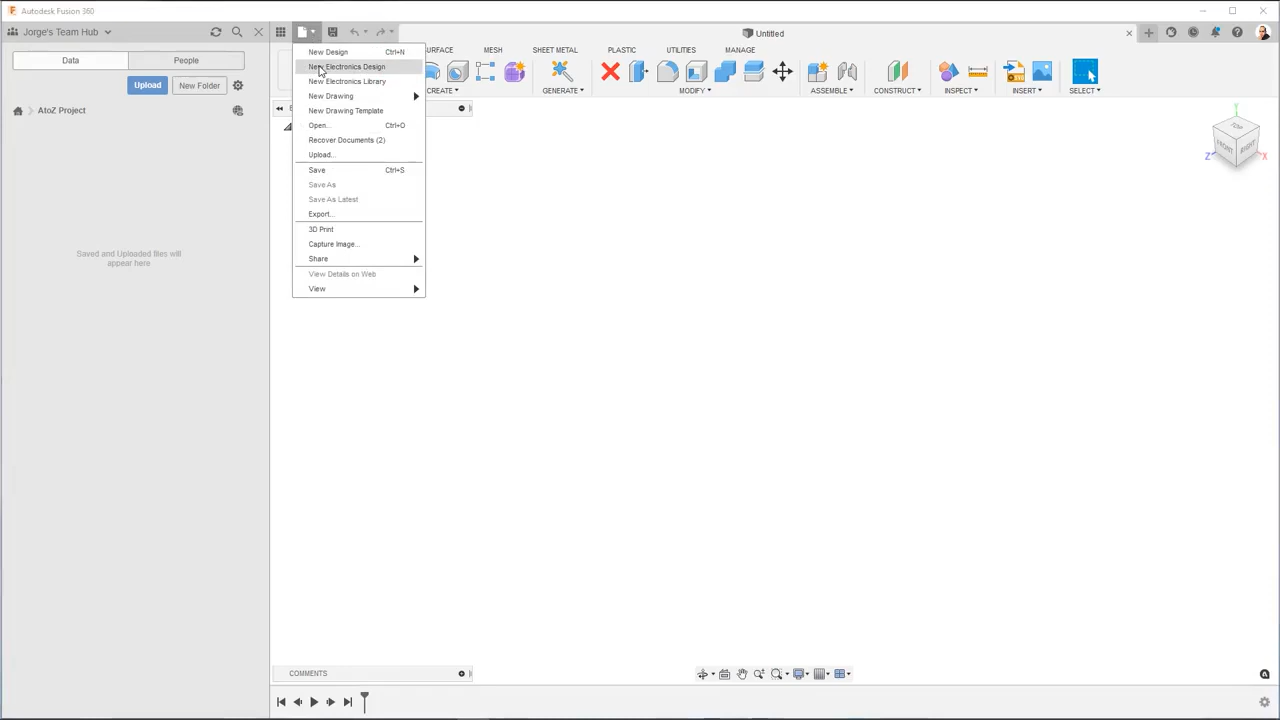 Autodesk Fusion 360
Jorge's Team Hub
Untitled
Data
People
Upload
New Folder
AtoZ Project
Saved and Uploaded files will
appear here
New Design Ctrl+N
New Electronics Design
New Electronics Library
New Drawing
New Drawing Template
Open... Ctrl+O
Recover Documents (2)
Upload...
Save Ctrl+S
Save As
Save As Latest
Export...
3D Print
Capture Image...
Share
View Details on Web
View
MESH
SHEET METAL
PLASTIC
UTILITIES
MANAGE
GENERATE
MODIFY
ASSEMBLE
CONSTRUCT
INSPECT
INSERT
SELECT
Y
TOP
FRONT
RIGHT
Z
X
COMMENTS